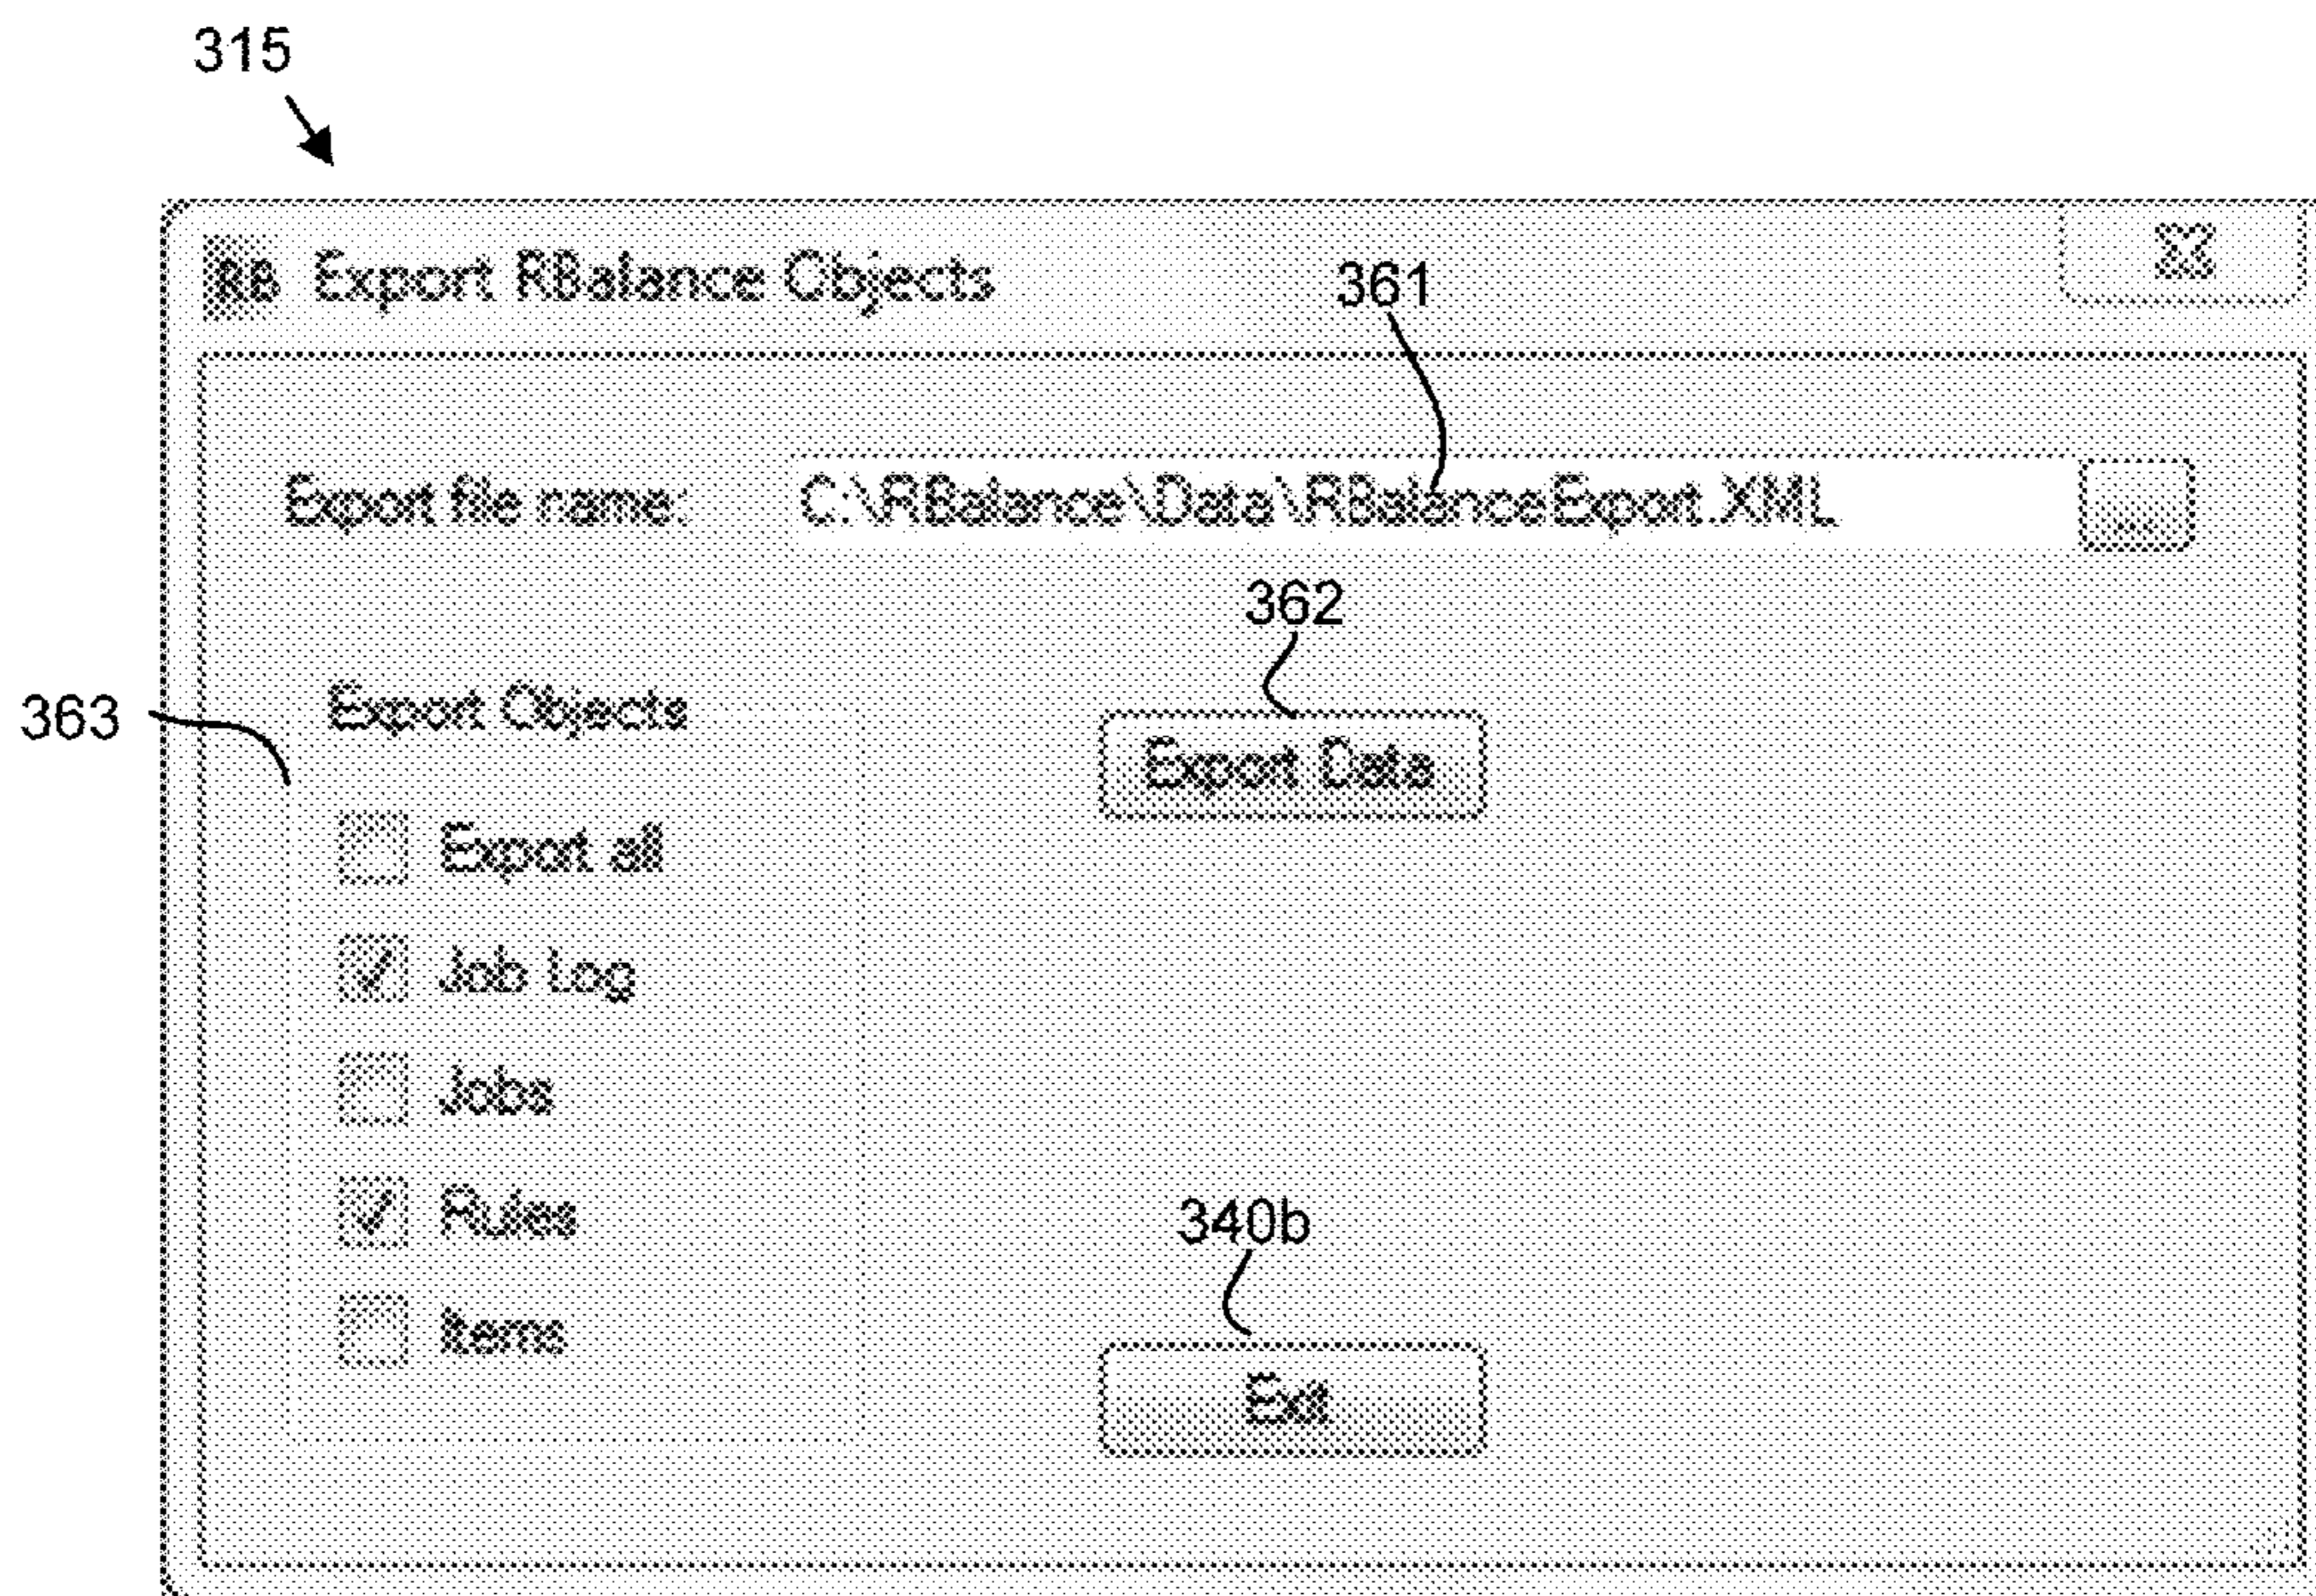 315
RB Export RBalance Objects
361
Export file name: C:\RBalance\Data\RBalanceExport.XML ...
362
363
Export Objects
Export Data
Export all
Job Log
Jobs
Rules
340b
Items
Exit